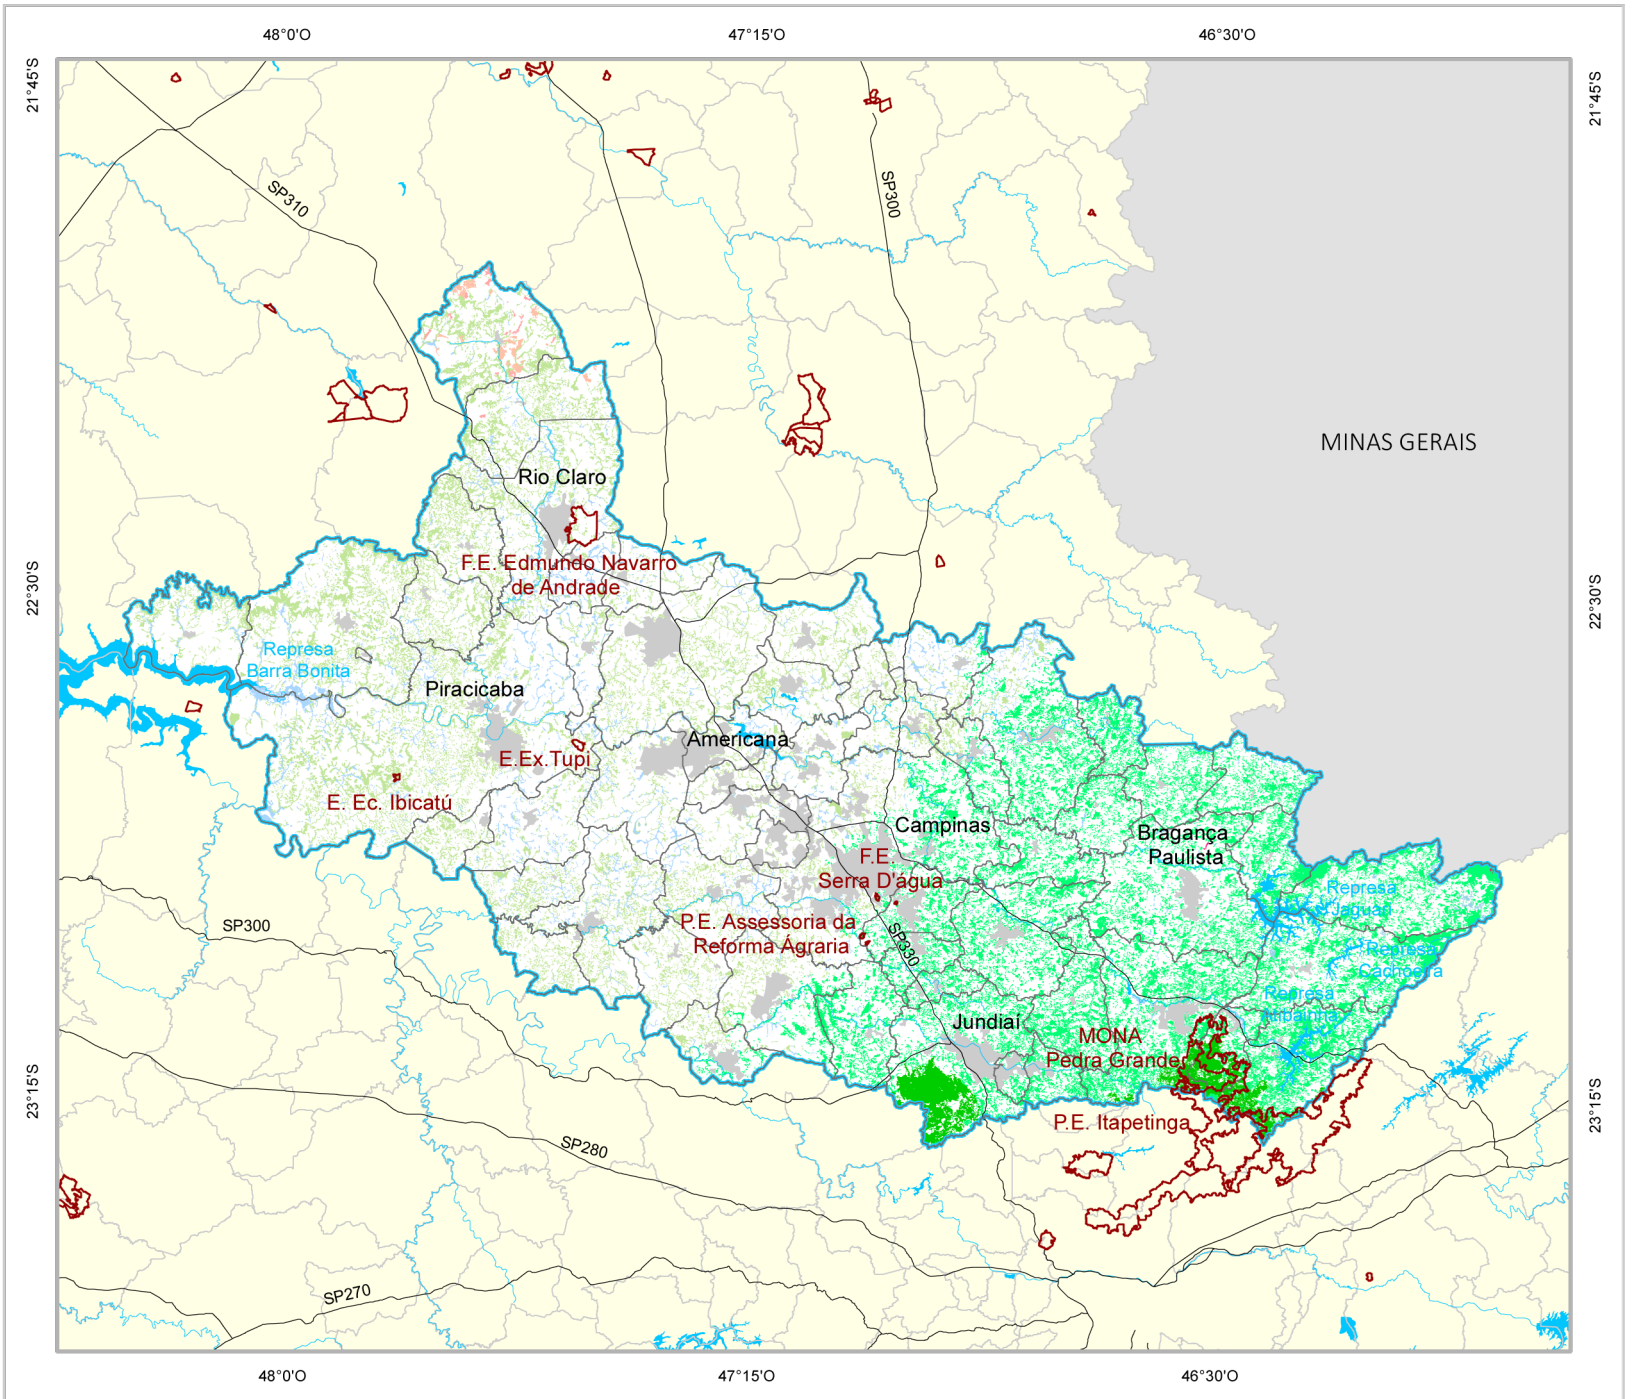 48°0'O
47°15'O
46°30'O
21°45'S
21°45'S
SP310
SP300
MINAS GERAIS
Rio Claro
F.E. Edmundo Navarro
de Andrade
22°30'S
22°30'S
Represa
Barra Bonita
Piracicaba
Americana
E.Ex.Tupi
E. Ec. Ibicatú
Campinas
Bragança
Paulista
F.E.
Serra D'água
Represa
Jaguari
P.E. Assessoria da
Reforma Agraria
SP300
SP330
Represa
Cachoeira
Represa
Atibainha
Jundiaí
MONA
Pedra Grande
23°15'S
23°15'S
P.E. Itapetinga
SP280
SP270
48°0'O
47°15'O
46°30'O